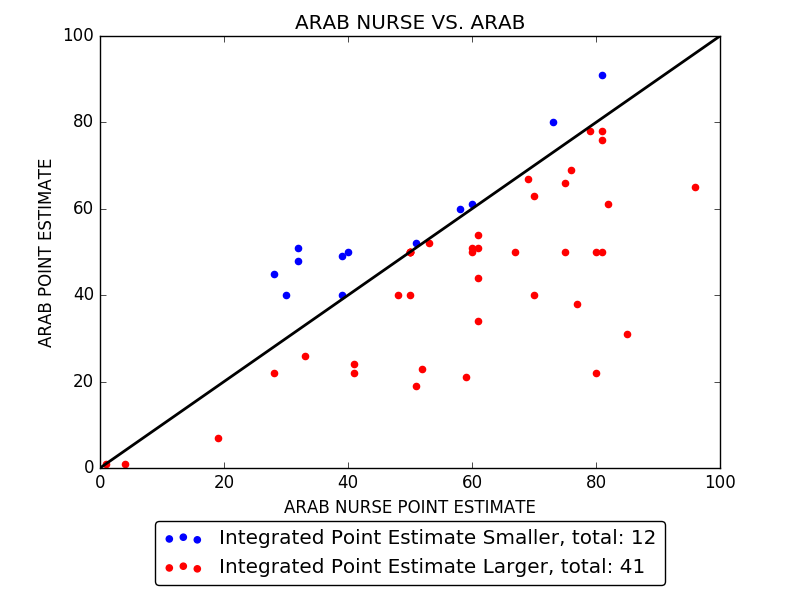 ARAB NURSE VS. ARAB
100
80
60
40
20
0
ARAB POINT ESTIMATE
0 20 40 60 80 100
ARAB NURSE POINT ESTIMATE
Integrated Point Estimate Smaller, total: 12
Integrated Point Estimate Larger, total: 41